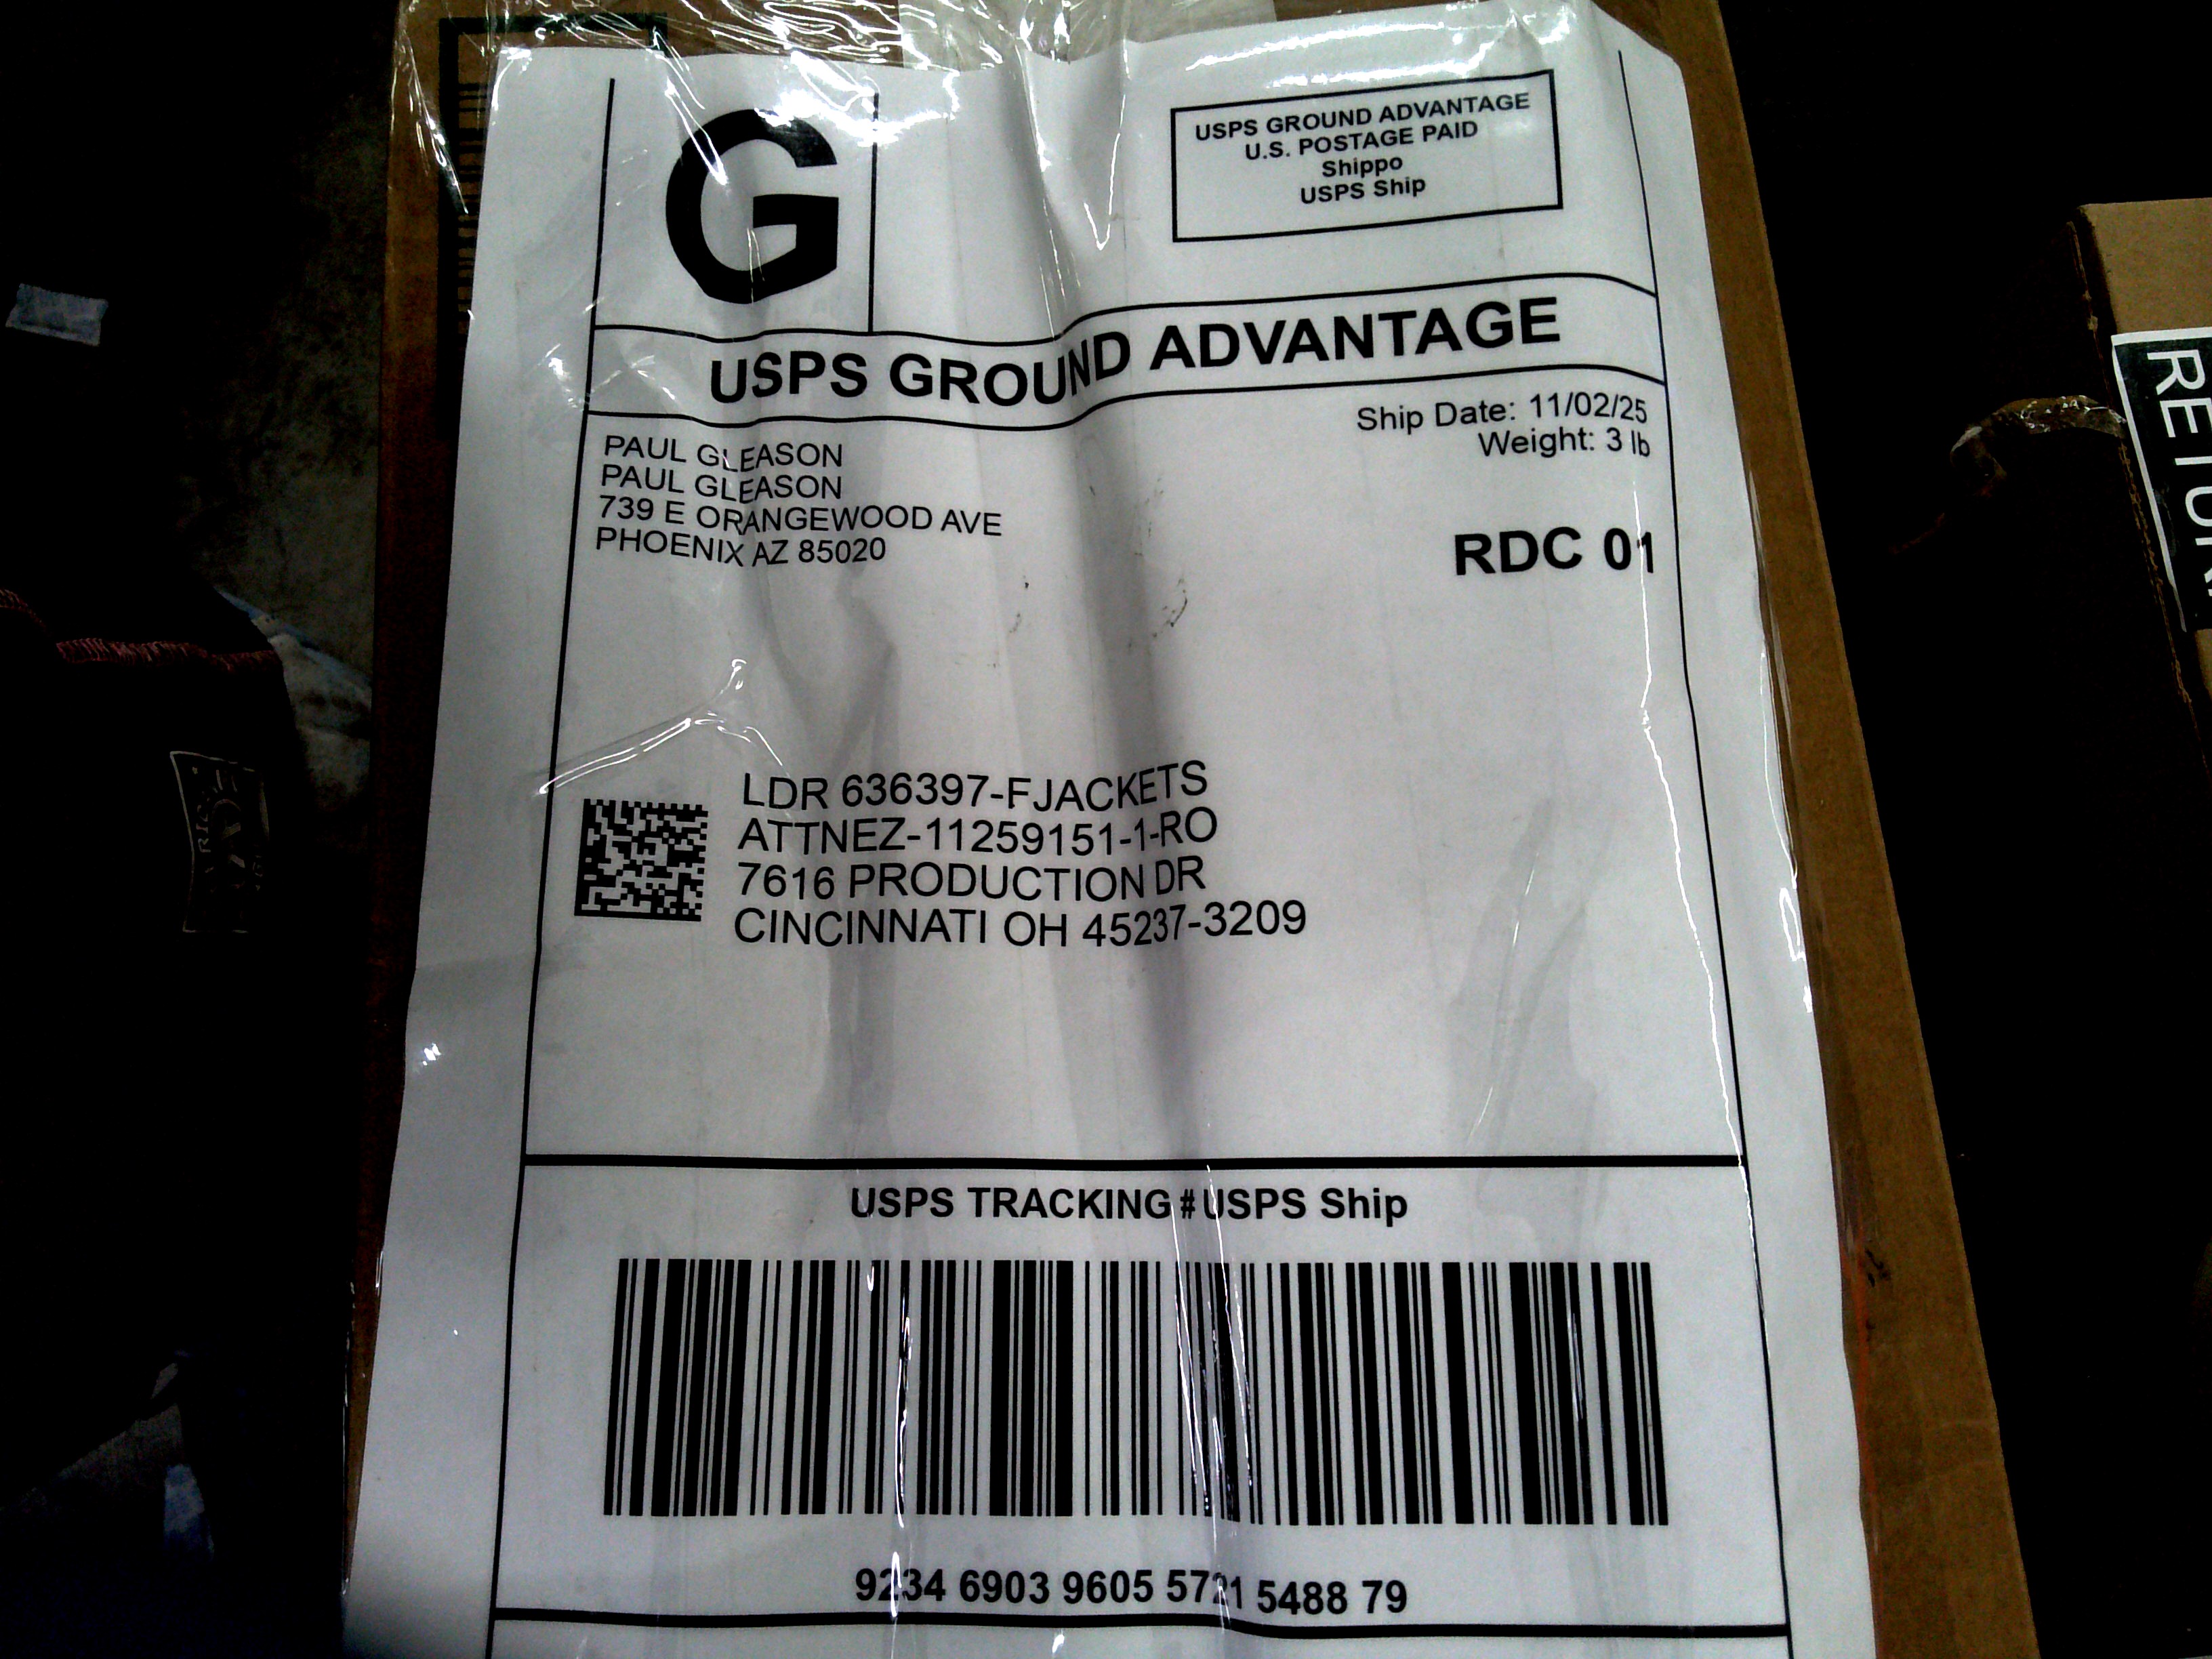 G
USPS GROUND ADVANTAGE
U.S. POSTAGE PAID
Shippo
USPS Ship
USPS GROUND ADVANTAGE
Ship Date: 11/02/25
Weight: 3 lb
PAUL GLEASON
PAUL GLEASON
739 E ORANGEWOOD AVE
PHOENIX AZ 85020
RDC 01
LDR 636397-FJACKETS
ATTNEZ-11259151-1-RO
7616 PRODUCTION DR
CINCINNATI OH 45237-3209
USPS TRACKING # USPS Ship
9234 6903 9605 5721 5488 79